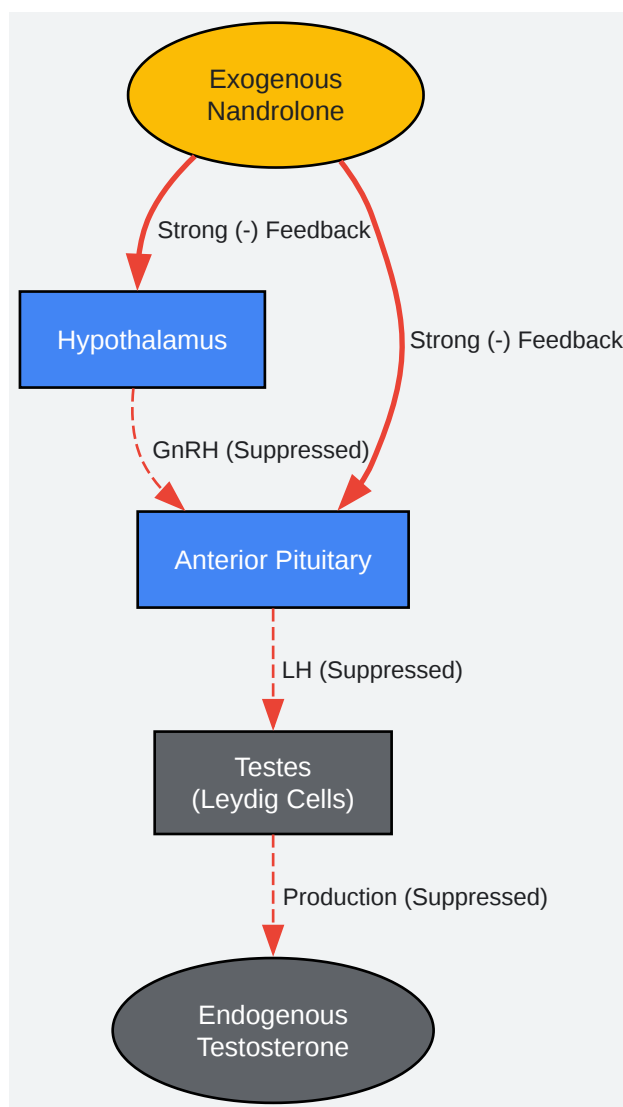 Exogenous
Nandrolone
Strong (-) Feedback
Hypothalamus
Strong (-) Feedback
GnRH (Suppressed)
Anterior Pituitary
LH (Suppressed)
Testes
(Leydig Cells)
Production (Suppressed)
Endogenous
Testosterone